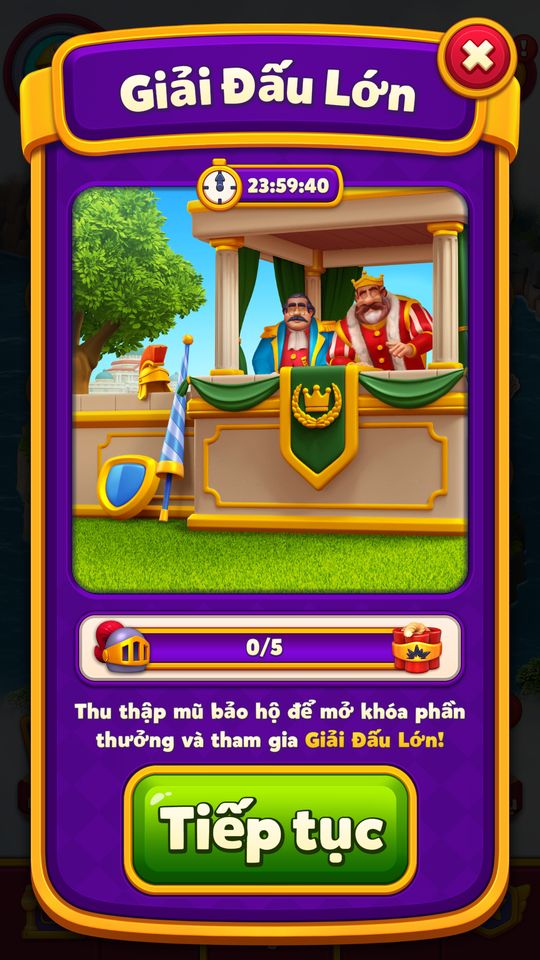 Giải Đấu Lớn
23:59:40
0/5
Thu thập mũ bảo hộ để mở khóa phần
thưởng và tham gia Giải Đấu Lớn!
Tiếp tục